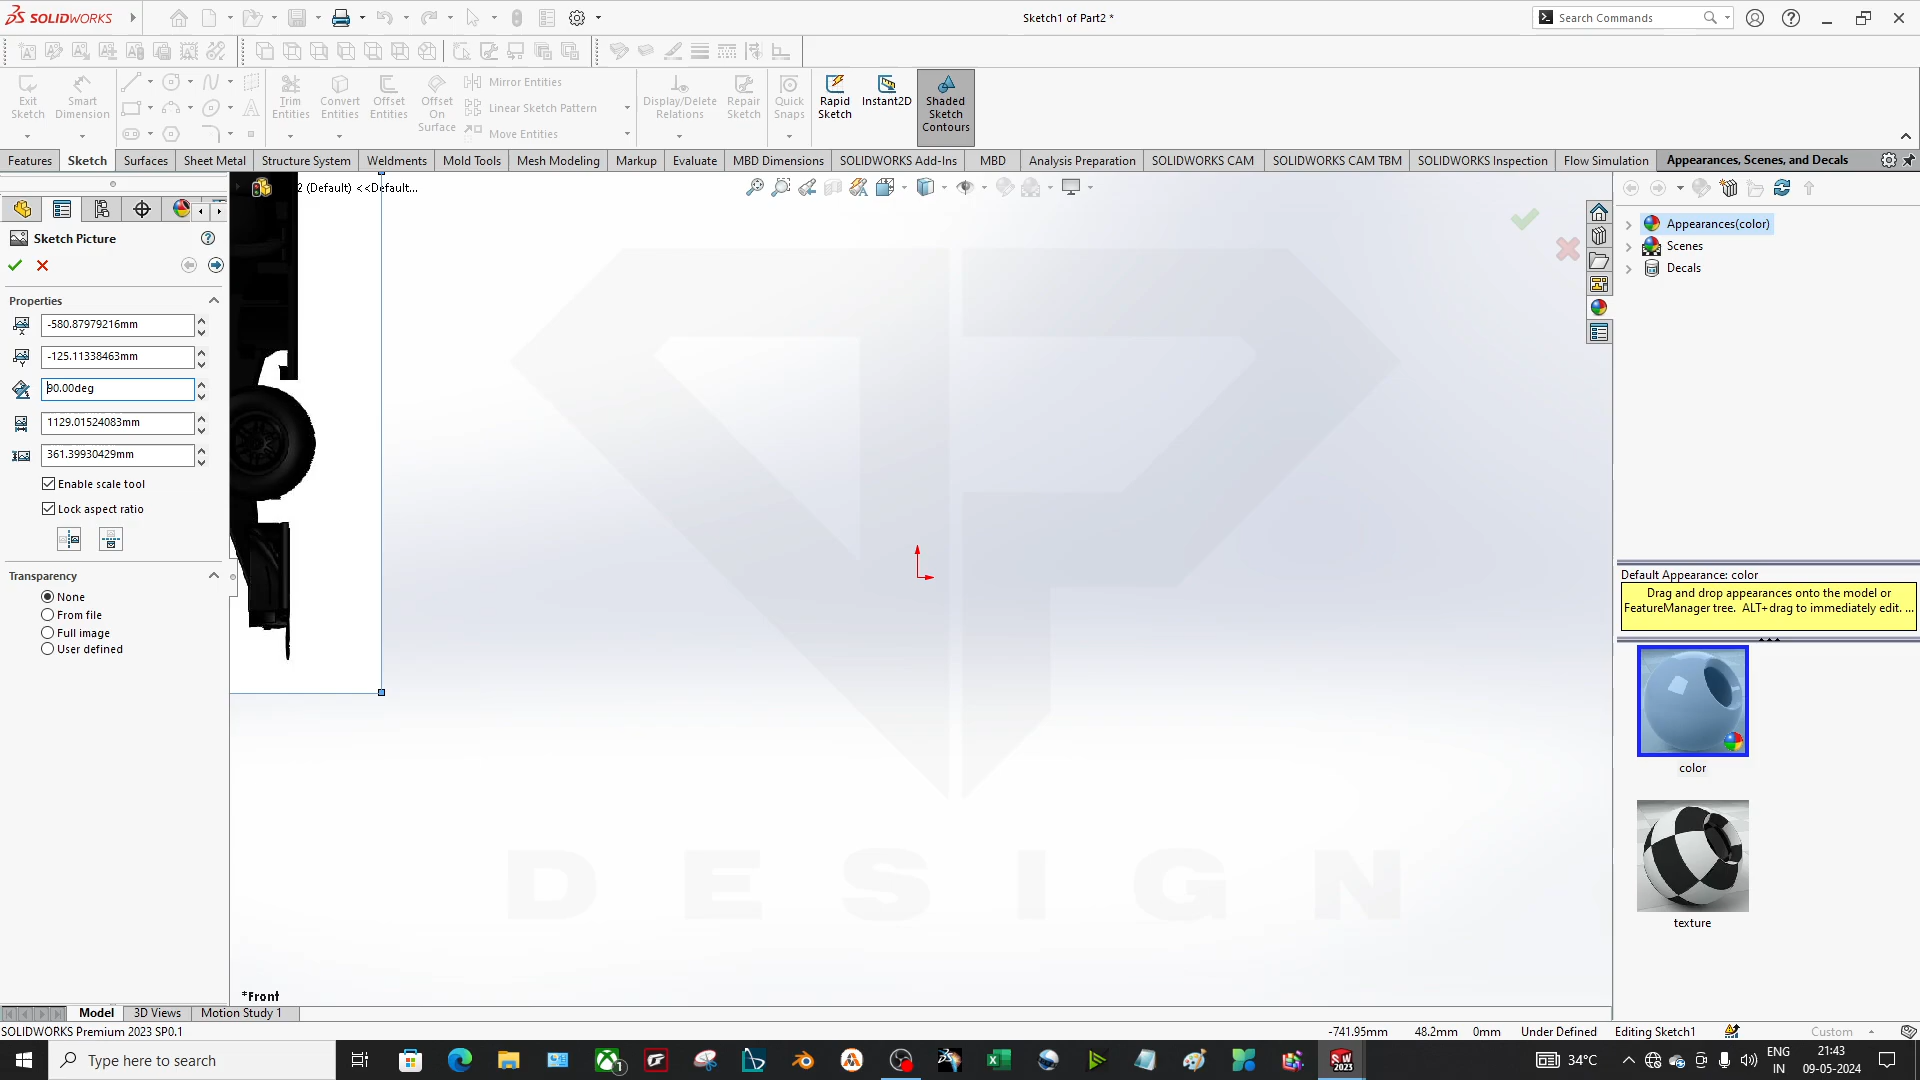 SOLIDWORKS
Sketch1 of Part2 *
Search Commands
Exit Sketch
Smart Dimension
Trim Entities
Convert Entities
Offset Entities
Offset On Surface
Mirror Entities
Linear Sketch Pattern
Move Entities
Display/Delete Relations
Repair Sketch
Quick Snaps
Rapid Sketch
Instant2D
Shaded Sketch Contours
Features
Sketch
Surfaces
Sheet Metal
Structure System
Weldments
Mold Tools
Mesh Modeling
Markup
Evaluate
MBD Dimensions
SOLIDWORKS Add-Ins
MBD
Analysis Preparation
SOLIDWORKS CAM
SOLIDWORKS CAM TBM
SOLIDWORKS Inspection
Flow Simulation
Appearances, Scenes, and Decals
2 (Default) <<Default...
Sketch Picture
Properties
-580.87979216mm
-125.11338463mm
90.00deg
1129.01524083mm
361.39930429mm
Enable scale tool
Lock aspect ratio
Transparency
None
From file
Full image
User defined
DESIGN
*Front
Appearances(color)
Scenes
Decals
Default Appearance: color
Drag and drop appearances onto the model or
FeatureManager tree. ALT+drag to immediately edit. ...
color
texture
Model
3D Views
Motion Study 1
SOLIDWORKS Premium 2023 SP0.1
-741.95mm
48.2mm
0mm
Under Defined
Editing Sketch1
Custom
Type here to search
1
SW 2023
34°C
ENG
IN
21:43
09-05-2024